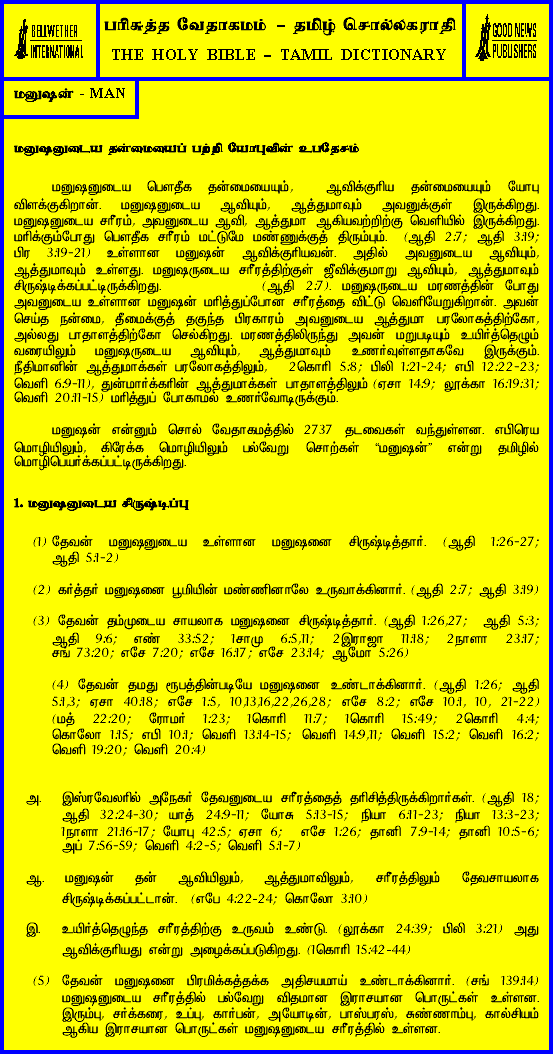 BELLWETHER
INTERNATIONAL
பரிசுத்த வேதாகமம் – தமிழ் சொல்லகராதி
THE HOLY BIBLE – TAMIL DICTIONARY
GOOD NEWS
PUBLISHERS
மனுஷன் - MAN
மனுஷனுடைய தன்மையைப் பற்றி யோபுவின் உபதேசம்
மனுஷனுடைய பௌதீக தன்மையையும், ஆவிக்குரிய தன்மையையும் யோபு
விளக்குகிறான். மனுஷனுடைய ஆவியும், ஆத்துமாவும் அவனுக்குள் இருக்கிறது.
மனுஷனுடைய சரீரம், அவனுடைய ஆவி, ஆத்துமா ஆகியவற்றிற்கு வெளியில் இருக்கிறது.
மரிக்கும்போது பௌதீக சரீரம் மட்டுமே மண்ணுக்குத் திரும்பும். (ஆதி 2:7; ஆதி 3:19;
பிர 3:19-21) உள்ளான மனுஷன் ஆவிக்குரியவன். அதில் அவனுடைய ஆவியும்,
ஆத்துமாவும் உள்ளது. மனுஷருடைய சரீரத்திற்குள் ஜீவிக்குமாறு ஆவியும், ஆத்துமாவும்
சிருஷ்டிக்கப்பட்டிருக்கிறது. (ஆதி 2:7). மனுஷருடைய மரணத்தின் போது
அவனுடைய உள்ளான மனுஷன் மரித்துப்போன சரீரத்தை விட்டு வெளியேறுகிறான். அவன்
செய்த நன்மை, தீமைக்குத் தகுந்த பிரகாரம் அவனுடைய ஆத்துமா பரலோகத்திற்கோ,
அல்லது பாதாளத்திற்கோ செல்கிறது. மரணத்திலிருந்து அவன் மறுபடியும் உயிர்த்தெழும்
வரையிலும் மனுஷருடைய ஆவியும், ஆத்துமாவும் உணர்வுள்ளதாகவே இருக்கும்.
நீதிமானின் ஆத்துமாக்கள் பரலோகத்திலும், 2கொரி 5:8; பிலி 1:21-24; எபி 12:22-23;
வெளி 6:9-11), துன்மார்க்கரின் ஆத்துமாக்கள் பாதாளத்திலும் (ஏசா 14:9; லூக்கா 16:19:31;
வெளி 20:11-15) மரித்துப் போகாமல் உணர்வோடிருக்கும்.
மனுஷன் என்னும் சொல் வேதாகமத்தில் 2737 தடவைகள் வந்துள்ளன. எபிரெய
மொழியிலும், கிரேக்க மொழியிலும் பல்வேறு சொற்கள் “மனுஷன்” என்று தமிழில்
மொழிபெயர்க்கப்பட்டிருக்கிறது.
1. மனுஷனுடைய சிருஷ்டிப்பு
(1) தேவன் மனுஷனுடைய உள்ளான மனுஷனை சிருஷ்டித்தார். (ஆதி 1:26-27;
ஆதி 5:1-2)
(2) கர்த்தர் மனுஷனை பூமியின் மண்ணினாலே உருவாக்கினார். (ஆதி 2:7; ஆதி 3:19)
(3) தேவன் தம்முடைய சாயலாக மனுஷனை சிருஷ்டித்தார். (ஆதி 1:26,27; ஆதி 5:3;
ஆதி 9:6; எண் 33:52; 1சாமு 6:5,11; 2இராஜா 11:18; 2நாளா 23:17;
சங் 73:20; எசே 7:20; எசே 16:17; எசே 23:14; ஆமோ 5:26)
(4) தேவன் தமது ரூபத்தின்படியே மனுஷனை உண்டாக்கினார். (ஆதி 1:26; ஆதி
5:1,3; ஏசா 40:18; எசே 1:5, 10,13,16,22,26,28; எசே 8:2; எசே 10:1, 10, 21-22)
(மத் 22:20; ரோமர் 1:23; 1கொரி 11:7; 1கொரி 15:49; 2கொரி 4:4;
கொலோ 1:15; எபி 10:1; வெளி 13:14-15; வெளி 14:9,11; வெளி 15:2; வெளி 16:2;
வெளி 19:20; வெளி 20:4)
அ. இஸ்ரவேலரில் அநேகர் தேவனுடைய சரீரத்தைத் தரிசித்திருக்கிறார்கள். (ஆதி 18;
ஆதி 32:24-30; யாத் 24:9-11; யோசு 5:13-15; நியா 6:11-23; நியா 13:3-23;
1நாளா 21:16-17; யோபு 42:5; ஏசா 6; எசே 1:26; தானி 7:9-14; தானி 10:5-6;
அப் 7:56-59; வெளி 4:2-5; வெளி 5:1-7)
ஆ. மனுஷன் தன் ஆவியிலும், ஆத்துமாவிலும், சரீரத்திலும் தேவசாயலாக
சிருஷ்டிக்கப்பட்டான். (எபே 4:22-24; கொலோ 3:10)
இ. உயிர்த்தெழுந்த சரீரத்திற்கு உருவம் உண்டு. (லூக்கா 24:39; பிலி 3:21) அது
ஆவிக்குரியது என்று அழைக்கப்படுகிறது. (1கொரி 15:42-44)
(5) தேவன் மனுஷனை பிரமிக்கத்தக்க அதிசயமாய் உண்டாக்கினார். (சங் 139:14)
மனுஷனுடைய சரீரத்தில் பல்வேறு விதமான இராசயான பொருட்கள் உள்ளன.
இரும்பு, சர்க்கரை, உப்பு, கார்பன், அயோடின், பாஸ்பரஸ், சுண்ணாம்பு, கால்சியம்
ஆகிய இராசயான பொருட்கள் மனுஷனுடைய சரீரத்தில் உள்ளன.